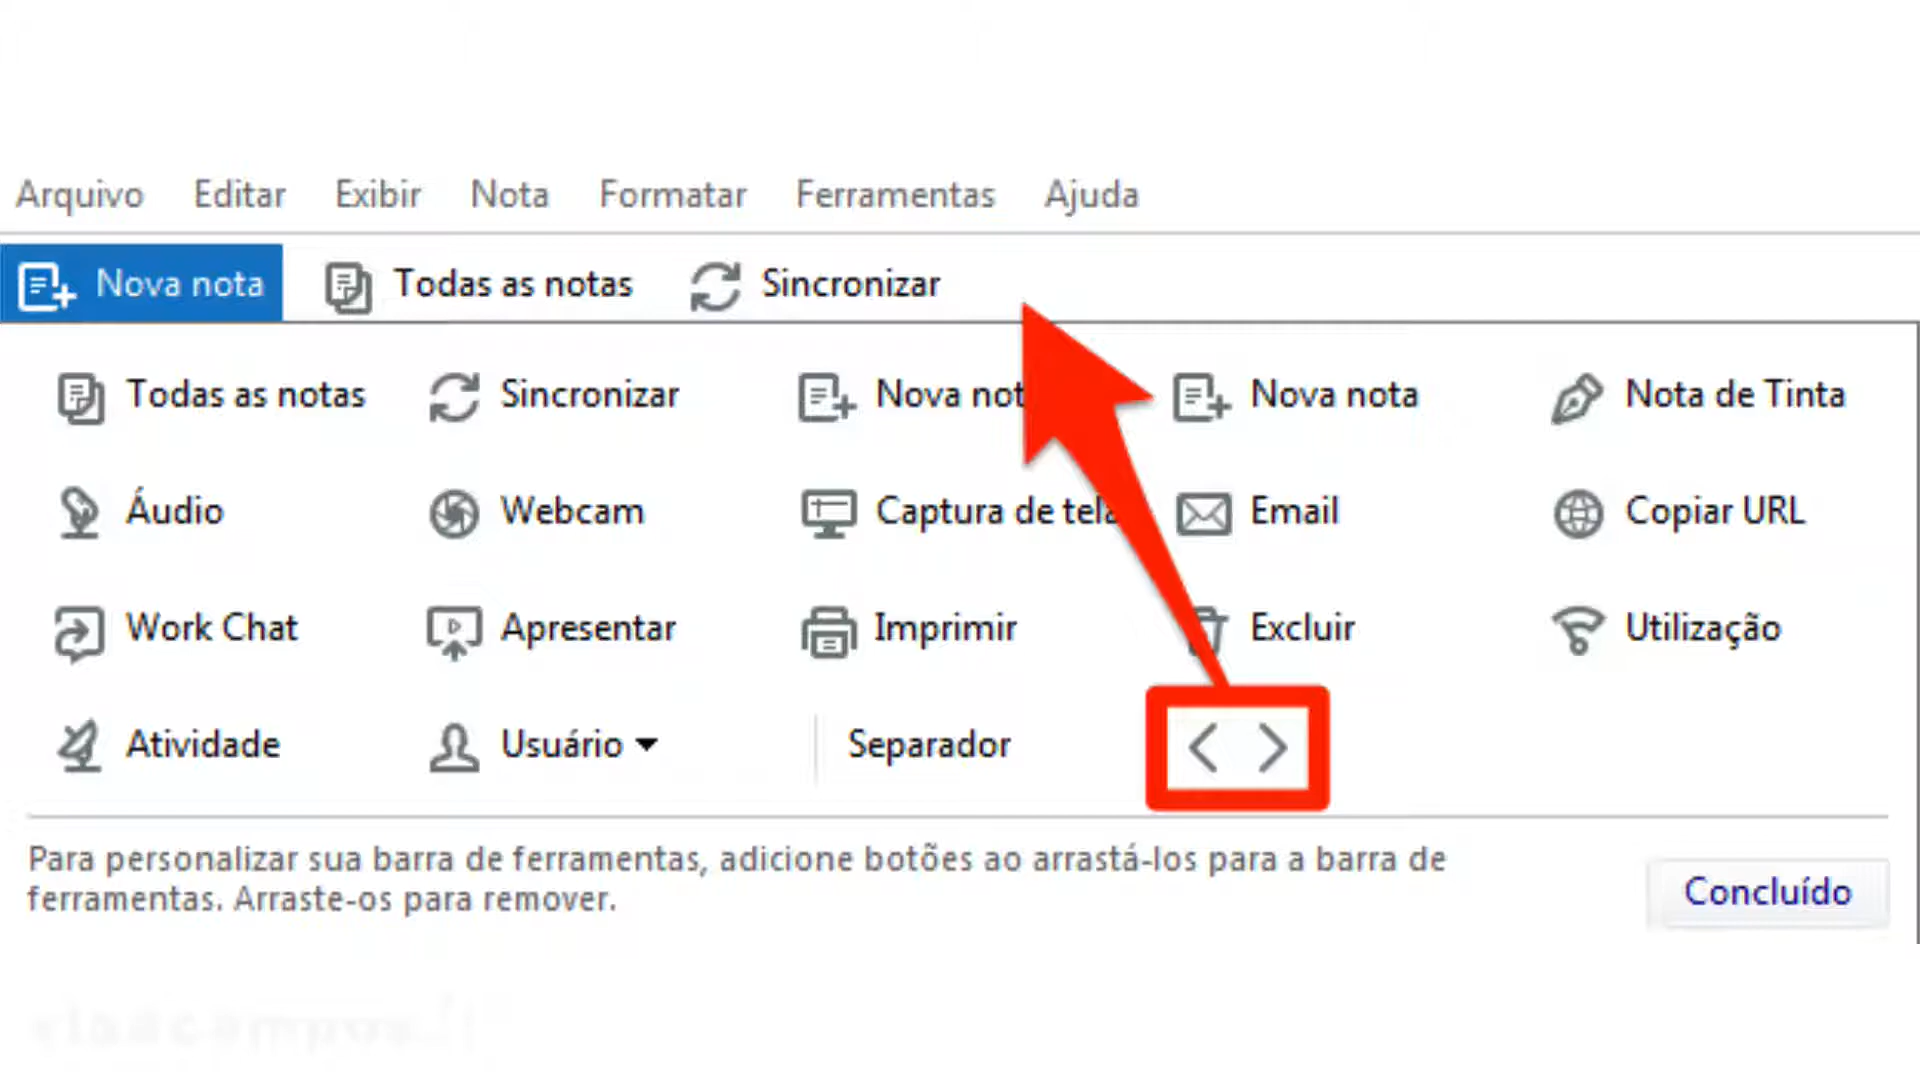 Arquivo Editar Exibir Nota Formatar Ferramentas Ajuda
Nova nota Todas as notas Sincronizar
Todas as notas Sincronizar Nova not Nova nota Nota de Tinta
Áudio Webcam Captura de tela Email Copiar URL
Work Chat Apresentar Imprimir Excluir Utilização
Atividade Usuário Separador
Para personalizar sua barra de ferramentas, adicione botões ao arrastá-los para a barra de
ferramentas. Arraste-os para remover.
Concluído